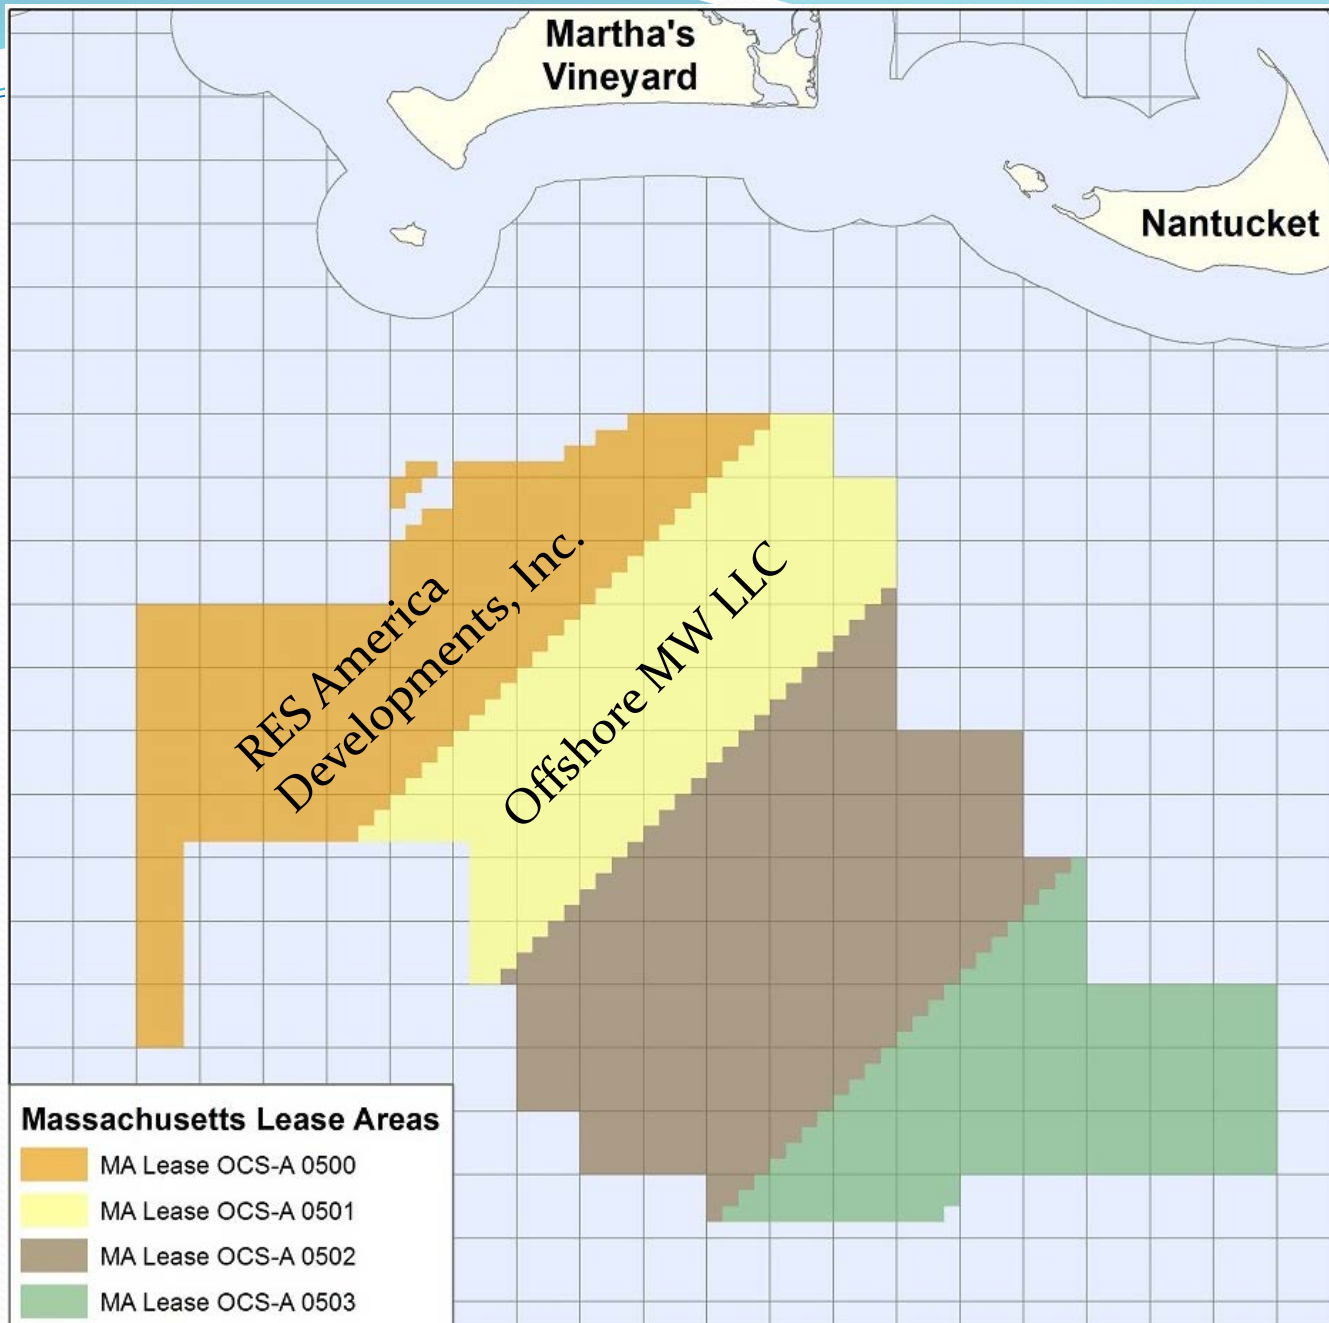 Martha's
Vineyard
Nantucket
RES America
Developments, Inc.
Offshore MW LLC
Massachusetts Lease Areas
MA Lease OCS-A 0500
MA Lease OCS-A 0501
MA Lease OCS-A 0502
MA Lease OCS-A 0503